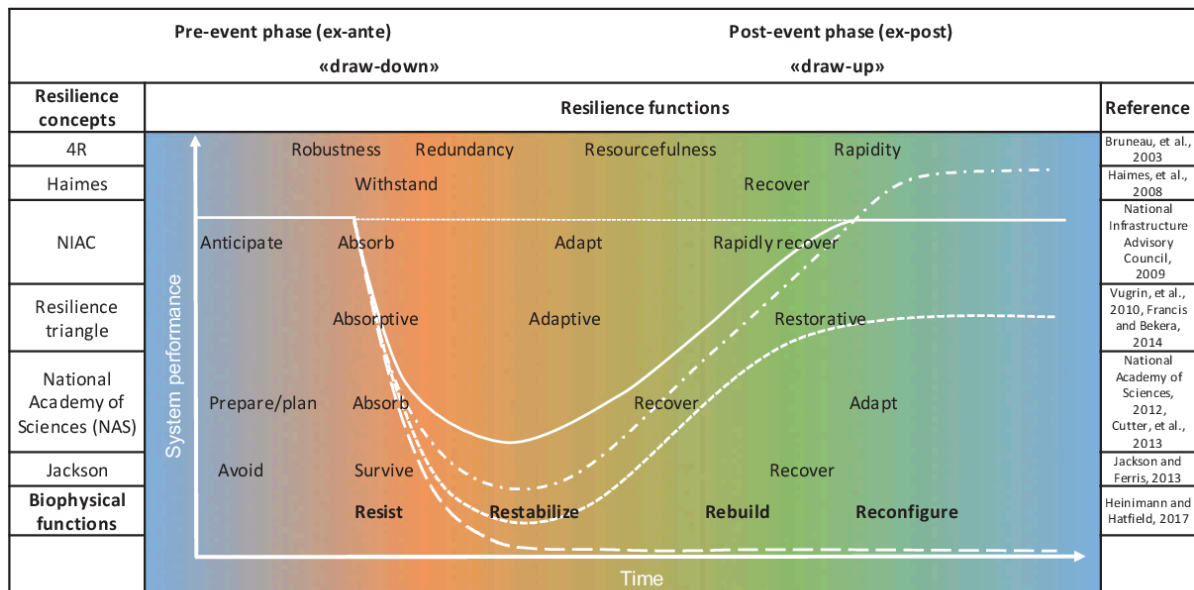 Pre-event phase (ex-ante)
Post-event phase (ex-post)
«draw-down»
«draw-up»
Resilience
concepts
Resilience functions
Reference
4R
Robustness
Redundancy
Resourcefulness
Rapidity
Bruneau, et al.,
2003
Haimes
Withstand
Recover
Haimes, et al.,
2008
NIAC
Anticipate
Absorb
Adapt
Rapidly recover
National
Infrastructure
Advisory
Council,
2009
Resilience
triangle
Absorptive
Adaptive
Restorative
Vugrin, et al.,
2010, Francis
and Bekera,
2014
National
Academy of
Sciences (NAS)
Prepare/plan
Absorb
Recover
Adapt
National
Academy of
Sciences,
2012,
Cutter, et al.,
2013
Jackson
Avoid
Survive
Recover
Jackson and
Ferris, 2013
Biophysical
functions
Resist
Restabilize
Rebuild
Reconfigure
Heinimann and
Hatfield, 2017
System performance
Time